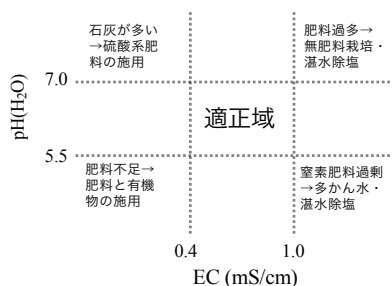 石灰が多い
→硫酸系肥
料の施用
肥料過多→
無肥料栽培・
湛水除塩
7.0
pH(H₂O)
適正域
5.5
肥料不足→
肥料と有機
物の施用
窒素肥料過剰
→多かん水・
湛水除塩
0.4
1.0
EC (mS/cm)